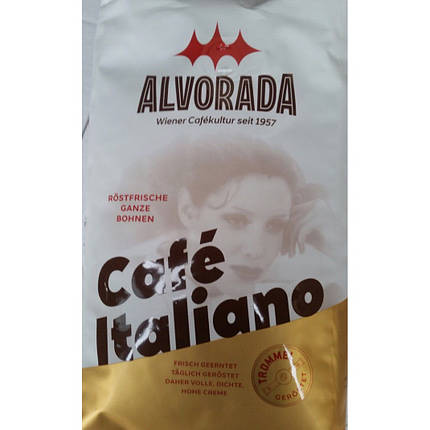 ALVORADA
Wiener Cafékultur seit 1957
RÖSTFRISCHE
GANZE
BOHNEN
Café
Italiano
FRISCH GEERNTET
TÄGLICH GERÖSTET
DAHER VOLLE, DICHTE,
HOHE CREME
TROMMEL
GERÖSTET